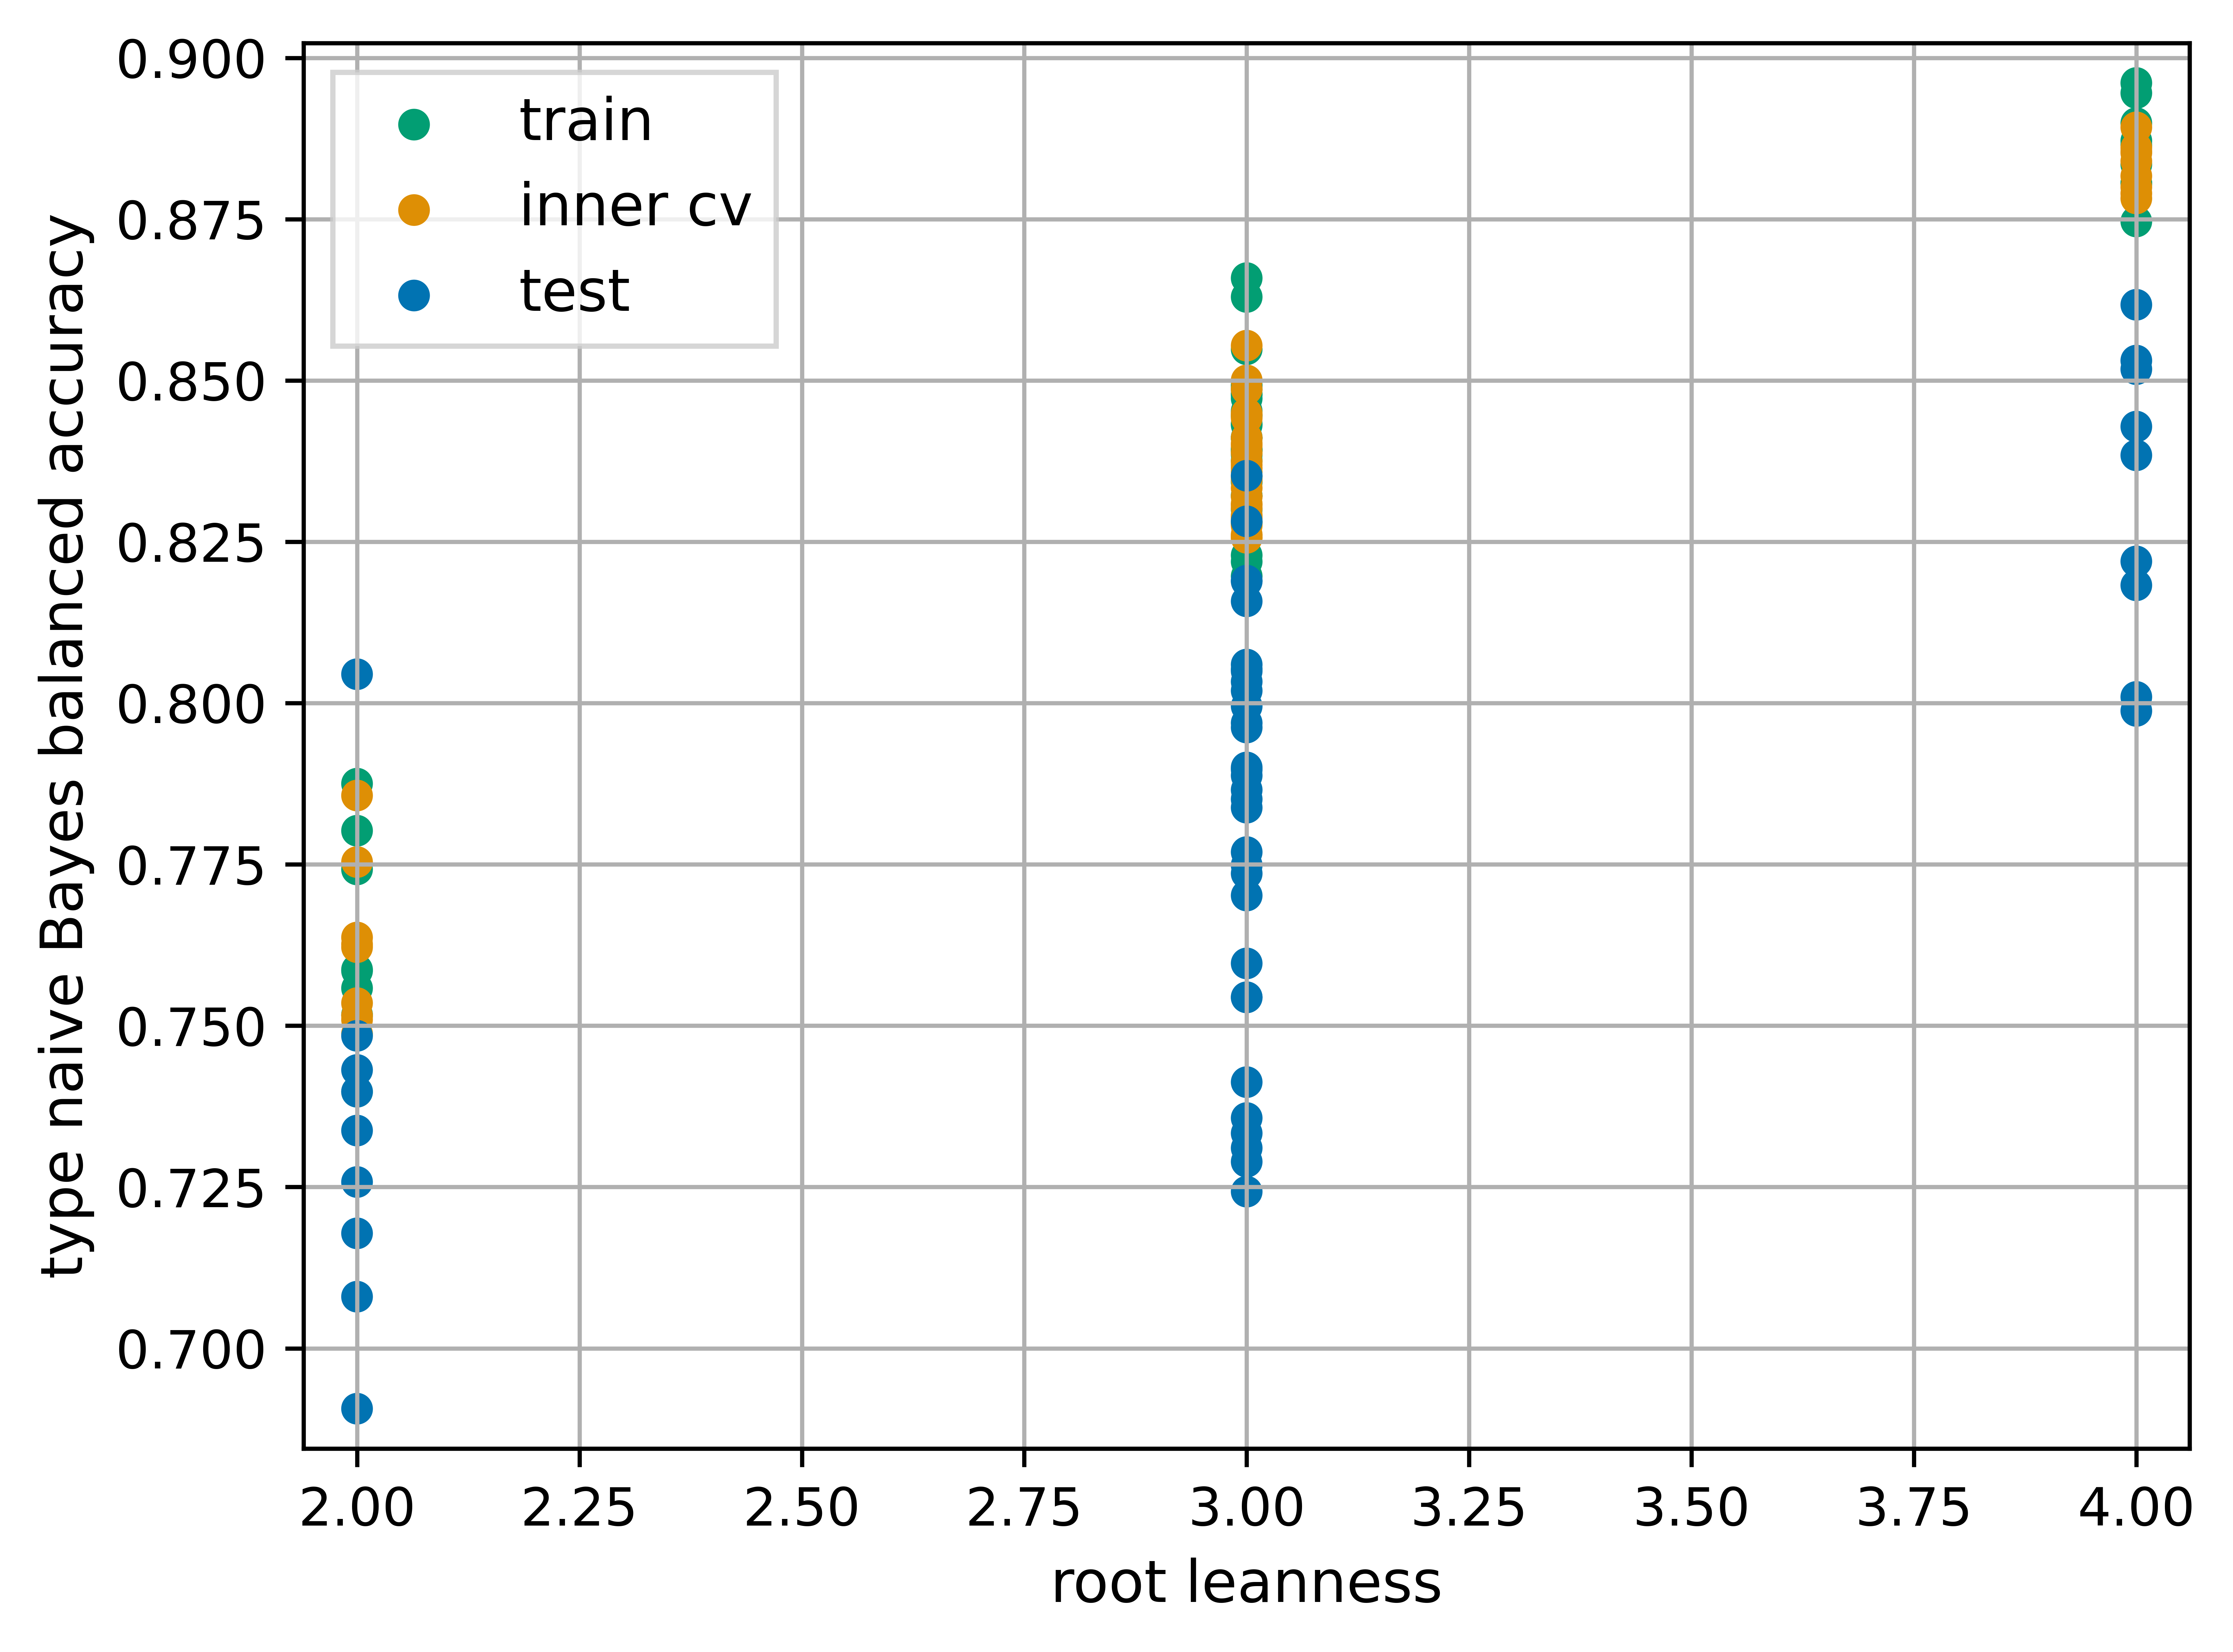 type naive Bayes balanced accuracy
0.900
0.875
0.850
0.825
0.800
0.775
0.750
0.725
0.700
train
inner cv
test
2.00 2.25 2.50 2.75 3.00 3.25 3.50 3.75 4.00
root leanness